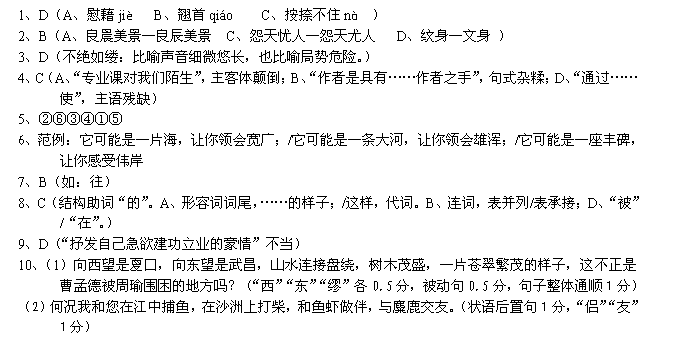 1、D（A、慰藉 jiè　B、翘首 qiáo　C、按捺不住 nà　）
2、B（A、良晨美景一良辰美景　C、怨天忧人一怨天尤人　D、纹身一文身 ）
3、D（不绝如缕：比喻声音细微悠长，也比喻局势危险。）
4、C（A、“专业课对我们陌生”，主客体颠倒；B、“作者是具有……作者之手”，句式杂糅；D、“通过……
使”，主语残缺）
5、②⑥③④①⑤
6、范例：它可能是一片海，让你领会宽广；/它可能是一条大河，让你领会雄浑；/它可能是一座丰碑，
让你感受伟岸
7、B（如：往）
8、C（结构助词“的”。A、形容词词尾，……的样子；/这样，代词。B、连词，表并列/表承接；D、“被”
/“在”。）
9、D（“抒发自己急欲建功立业的豪情”不当）
10、（1）向西望是夏口，向东望是武昌，山水连接盘绕，树木茂盛，一片苍翠繁茂的样子，这不正是
曹孟德被周瑜围困的地方吗？（“西”“东”“缪”各 0.5 分，被动句 0.5 分，句子整体通顺 1 分）
（2）何况我和您在江中捕鱼，在沙洲上打柴，和鱼虾做伴，与麋鹿交友。（状语后置句 1 分，“侣”“友”
1 分）